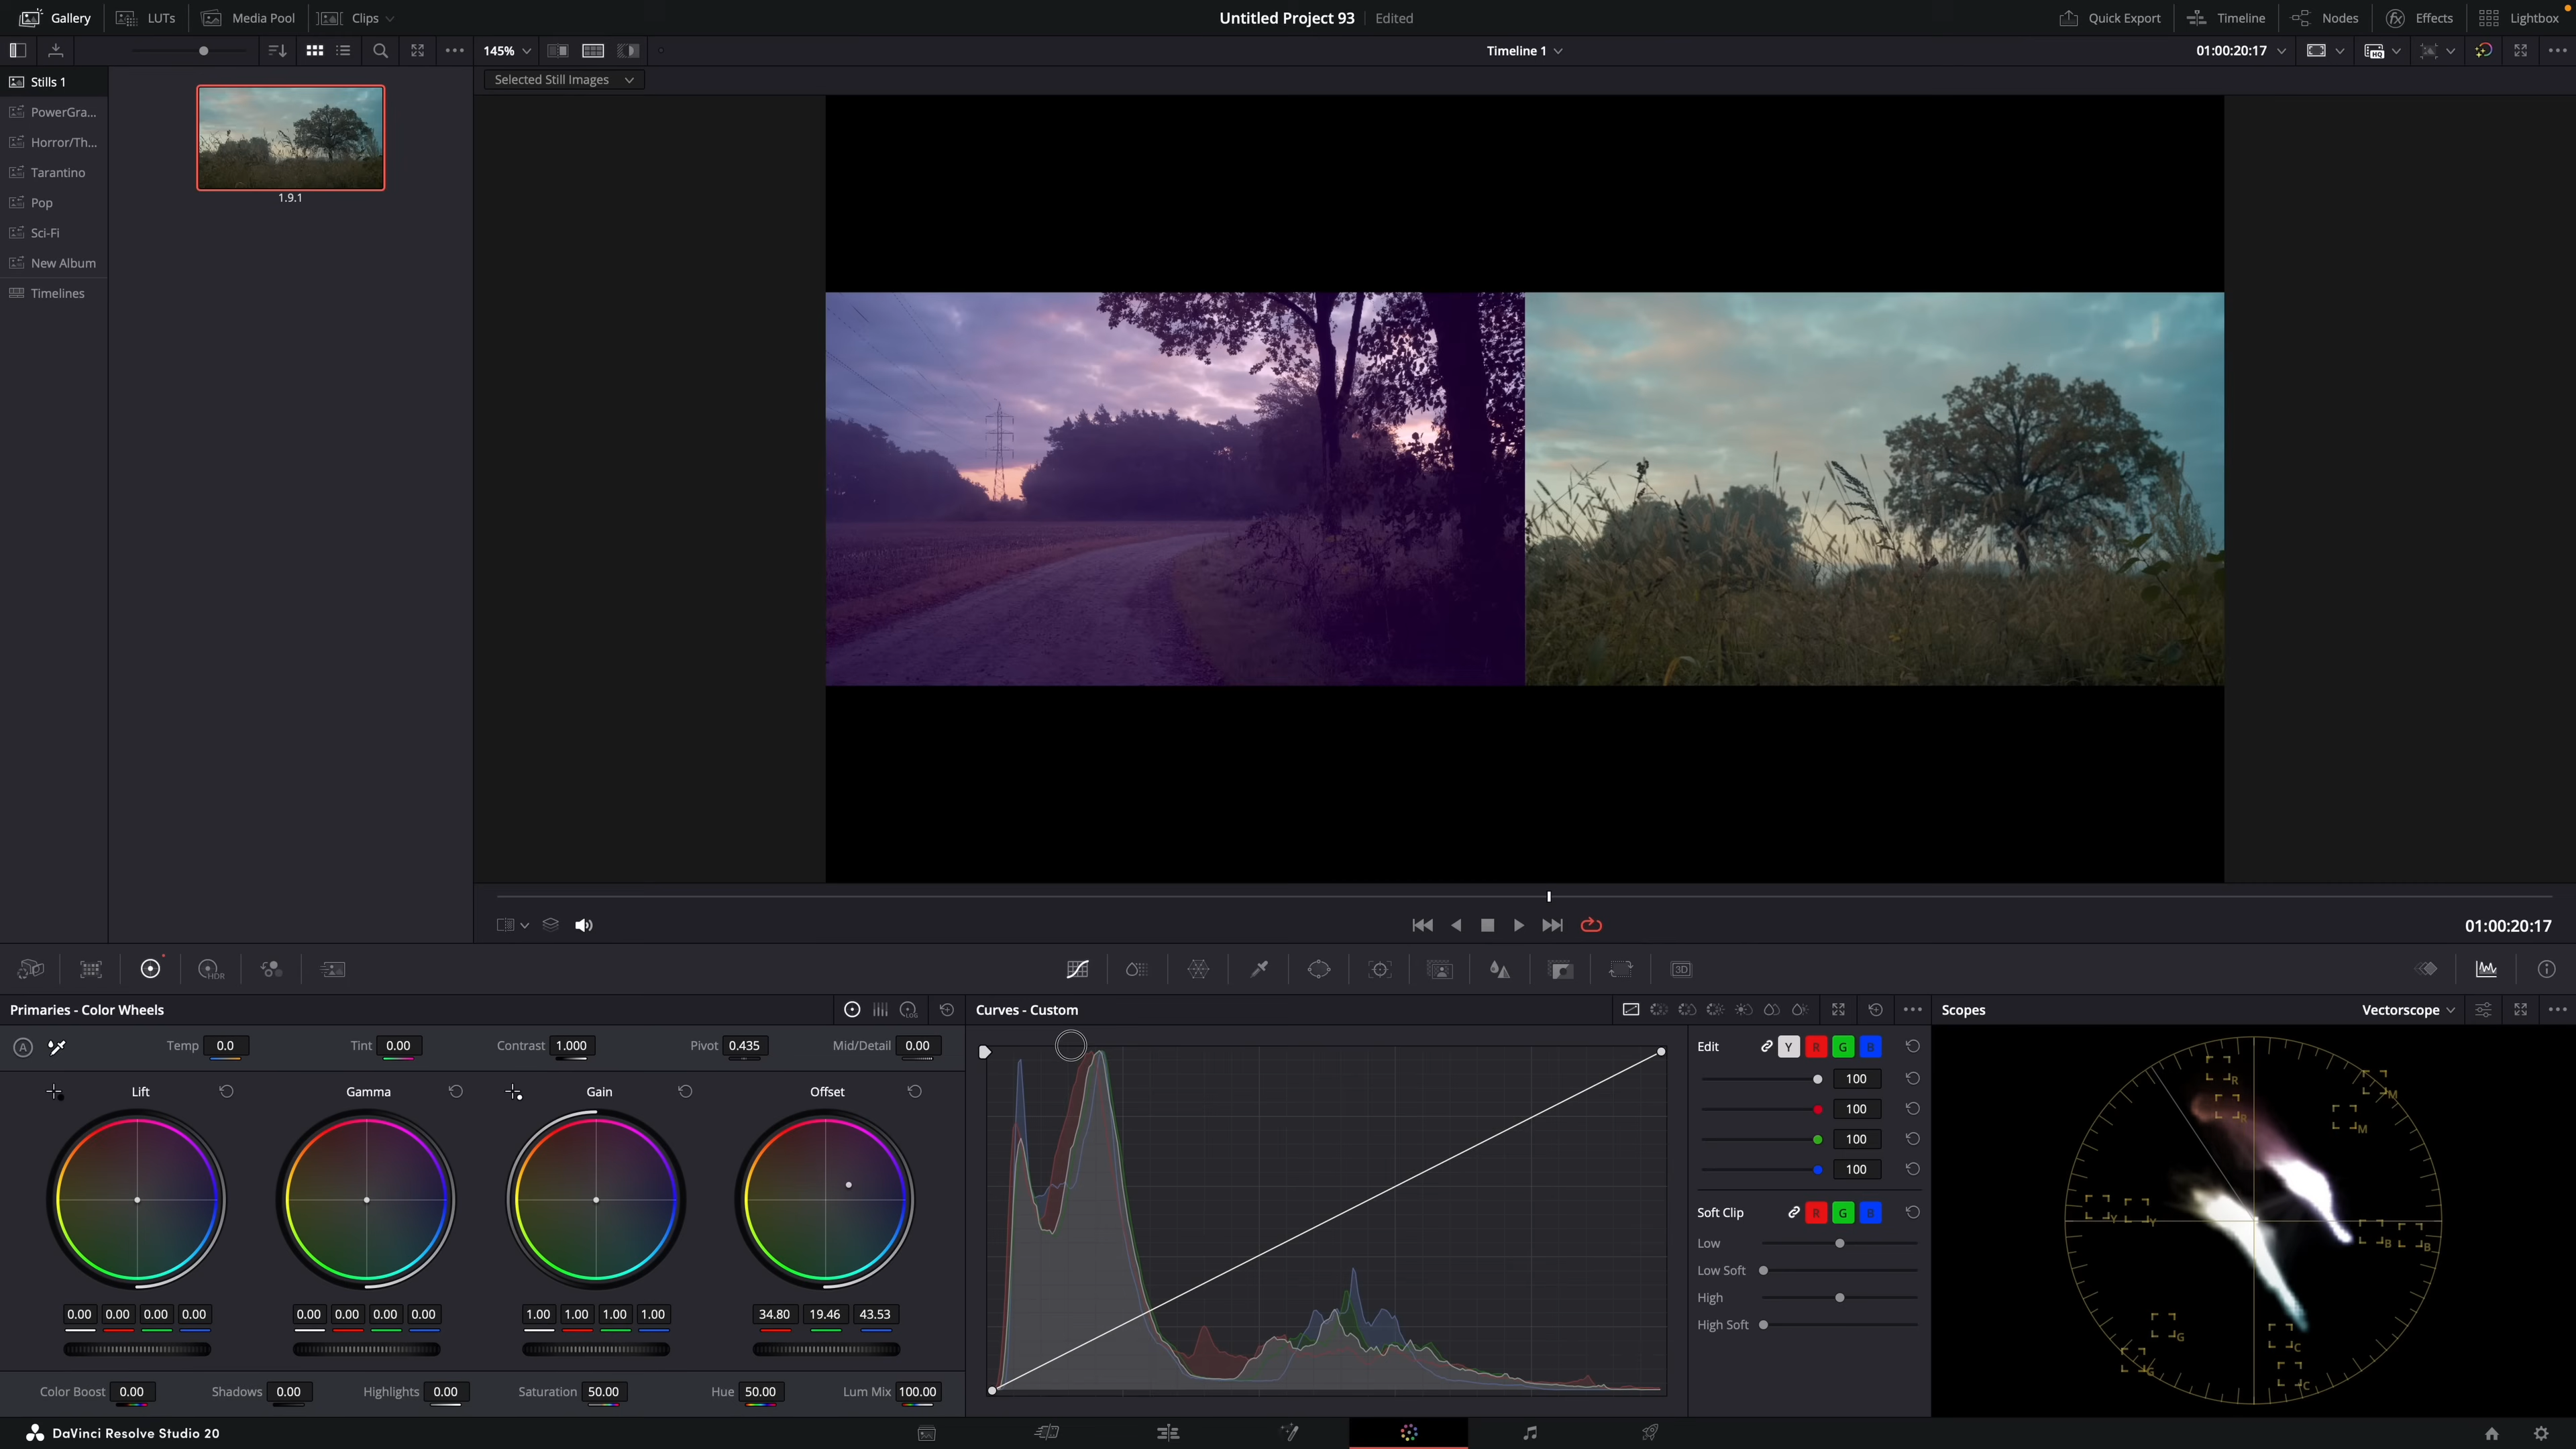 Gallery LUTs Media Pool Clips Untitled Project 93 Edited Quick Export Timeline Nodes Effects Lightbox
145% Timeline 1 01:00:20:17 HQ
Selected Still Images
Stills 1
PowerGra...
Horror/Th...
Tarantino
Pop
Sci-Fi
New Album
Timelines
1.9.1
01:00:20:17
HDR 3D
Primaries - Color Wheels LOG Curves - Custom Scopes Vectorscope
A Temp 0.0 Tint 0.00 Contrast 1.000 Pivot 0.435 Mid/Detail 0.00
Lift Gamma Gain Offset
0.00 0.00 0.00 0.00 0.00 0.00 0.00 0.00 1.00 1.00 1.00 1.00 34.80 19.46 43.53
Color Boost 0.00 Shadows 0.00 Highlights 0.00 Saturation 50.00 Hue 50.00 Lum Mix 100.00
Edit Y R G B
100
100
100
100
Soft Clip R G B
Low
Low Soft
High
High Soft
R M
R M
Y Y B B
G C
G C
DaVinci Resolve Studio 20